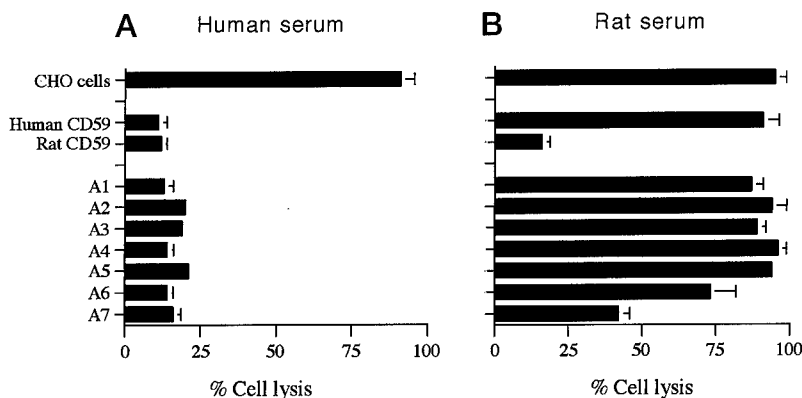 A Human serum
B Rat serum
CHO cells
Human CD59
Rat CD59
A1
A2
A3
A4
A5
A6
A7
0 25 50 75 100
0 25 50 75 100
% Cell lysis
% Cell lysis